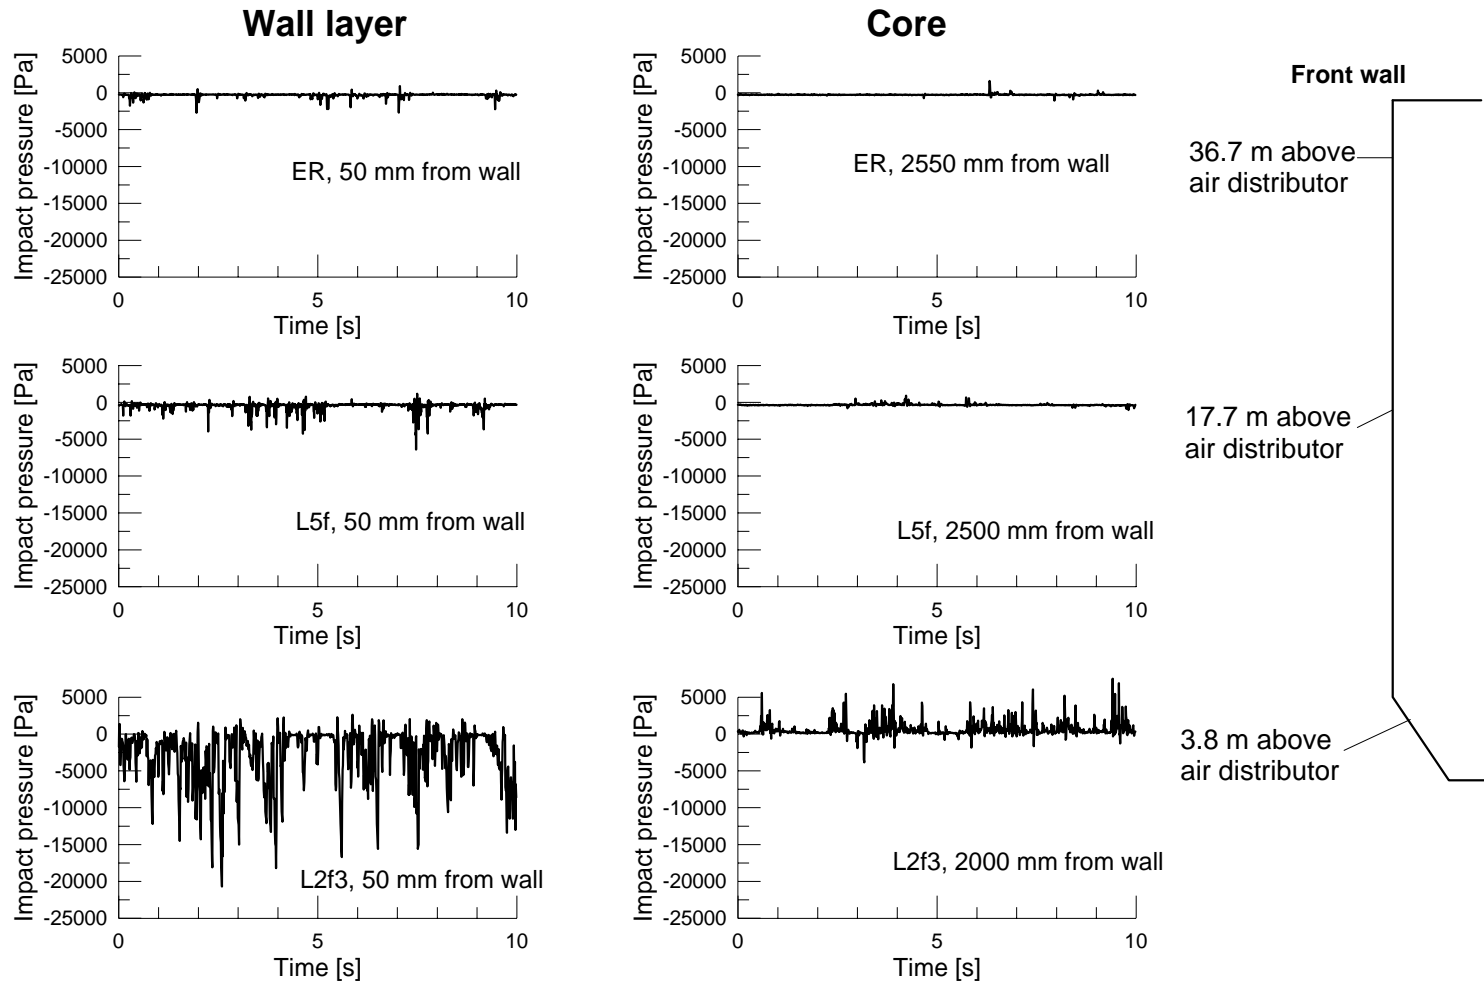 Wall layer
Core
5000
0
-5000
-10000
-15000
-20000
-25000
Impact pressure [Pa]
ER, 50 mm from wall
0
5
10
Time [s]
5000
0
-5000
-10000
-15000
-20000
-25000
Impact pressure [Pa]
ER, 2550 mm from wall
0
5
10
Time [s]
Front wall
36.7 m above
air distributor
5000
0
-5000
-10000
-15000
-20000
-25000
Impact pressure [Pa]
L5f, 50 mm from wall
0
5
10
Time [s]
5000
0
-5000
-10000
-15000
-20000
-25000
Impact pressure [Pa]
L5f, 2500 mm from wall
0
5
10
Time [s]
17.7 m above
air distributor
5000
0
-5000
-10000
-15000
-20000
-25000
Impact pressure [Pa]
L2f3, 50 mm from wall
0
5
10
Time [s]
5000
0
-5000
-10000
-15000
-20000
-25000
Impact pressure [Pa]
L2f3, 2000 mm from wall
0
5
10
Time [s]
3.8 m above
air distributor